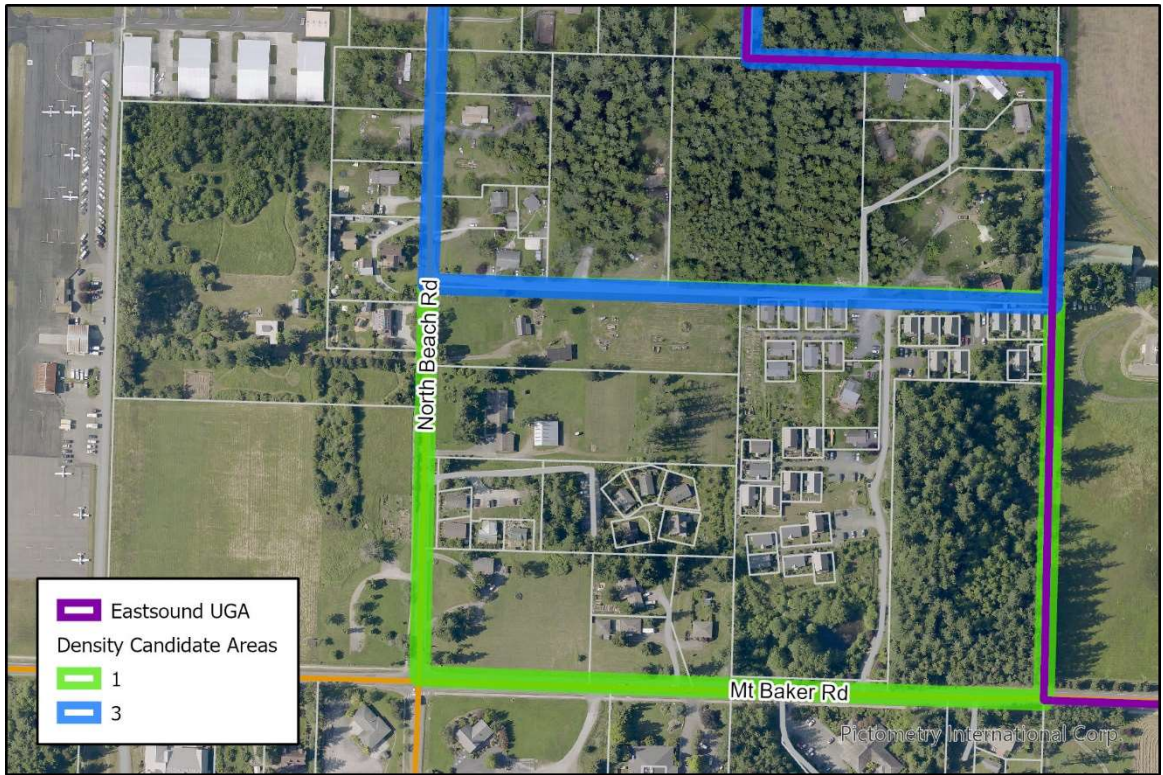 North Beach Rd
Eastsound UGA
Density Candidate Areas
1
3
Mt Baker Rd
Pictometry International Corp.